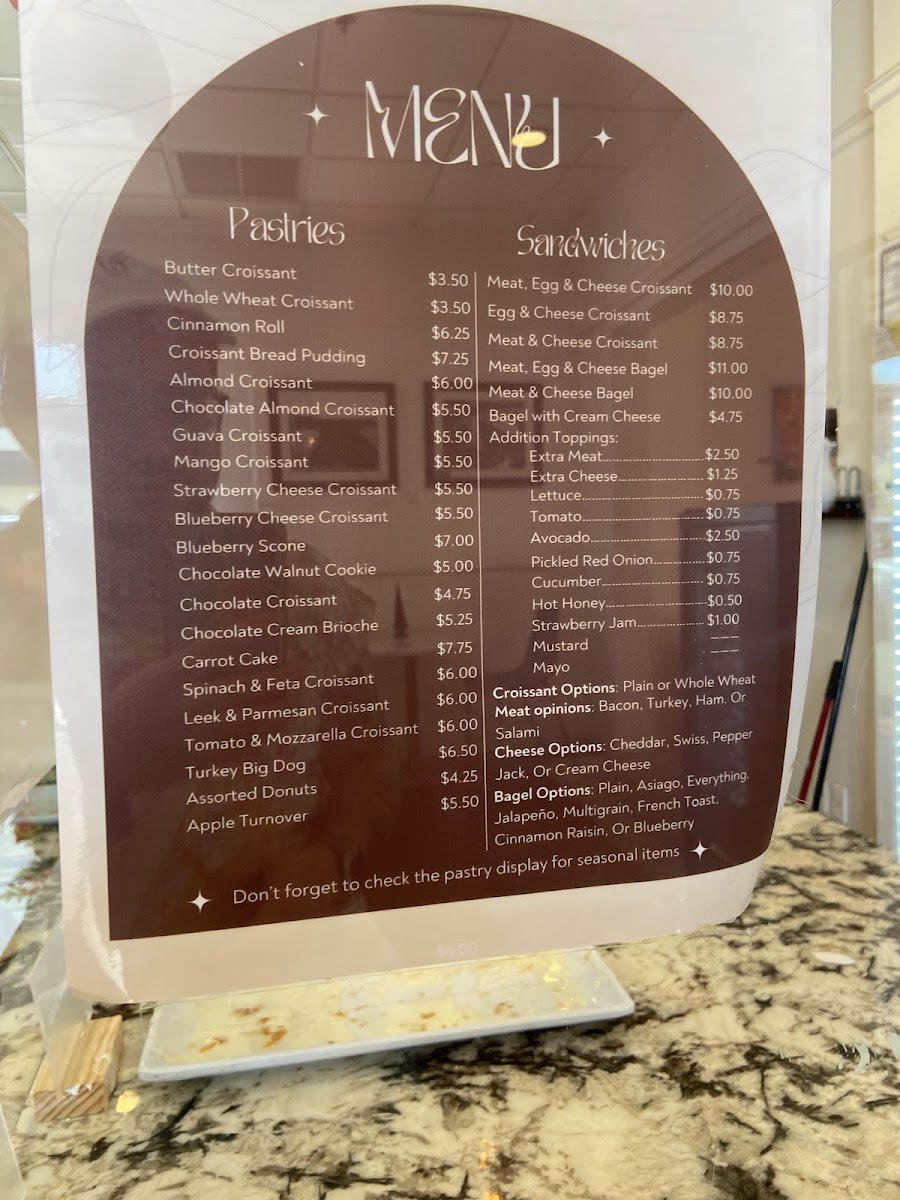 MENU
Pastries
Butter Croissant $3.50
Whole Wheat Croissant $3.50
Cinnamon Roll $6.25
Croissant Bread Pudding $7.25
Almond Croissant $6.00
Chocolate Almond Croissant $5.50
Guava Croissant $5.50
Mango Croissant $5.50
Strawberry Cheese Croissant $5.50
Blueberry Cheese Croissant $5.50
Blueberry Scone $7.00
Chocolate Walnut Cookie $5.00
Chocolate Croissant $4.75
Chocolate Cream Brioche $5.25
Carrot Cake $7.75
Spinach & Feta Croissant $6.00
Leek & Parmesan Croissant $6.00
Tomato & Mozzarella Croissant $6.00
Turkey Big Dog $6.50
Assorted Donuts $4.25
Apple Turnover $5.50
Sandwiches
Meat, Egg & Cheese Croissant $10.00
Egg & Cheese Croissant $8.75
Meat & Cheese Croissant $8.75
Meat, Egg & Cheese Bagel $11.00
Meat & Cheese Bagel $10.00
Bagel with Cream Cheese $4.75
Addition Toppings:
Extra Meat........................$2.50
Extra Cheese.....................$1.25
Lettuce.............................$0.75
Tomato.............................$0.75
Avocado...........................$2.50
Pickled Red Onion............$0.75
Cucumber........................$0.75
Hot Honey........................$0.50
Strawberry Jam.................$1.00
Mustard ---
Mayo ---
Croissant Options: Plain or Whole Wheat
Meat opinions: Bacon, Turkey, Ham. Or
Salami
Cheese Options: Cheddar, Swiss, Pepper
Jack, Or Cream Cheese
Bagel Options: Plain, Asiago, Everything.
Jalapeño, Multigrain, French Toast.
Cinnamon Raisin, Or Blueberry
Don't forget to check the pastry display for seasonal items